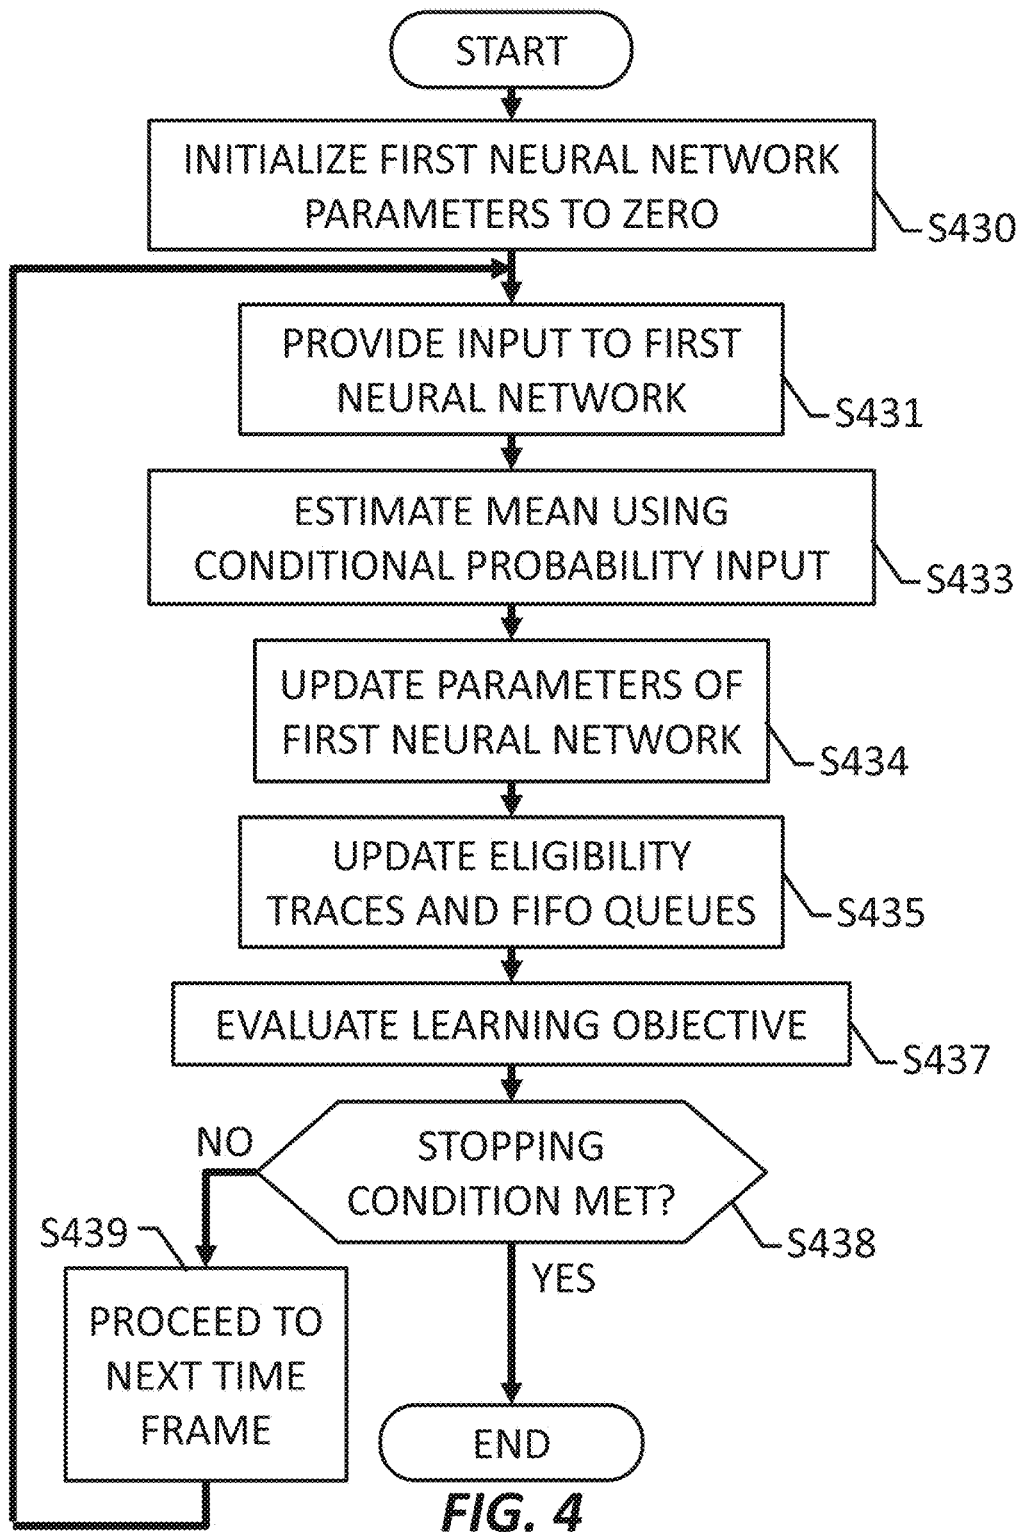 START
INITIALIZE FIRST NEURAL NETWORK
PARAMETERS TO ZERO
S430
PROVIDE INPUT TO FIRST
NEURAL NETWORK
S431
ESTIMATE MEAN USING
CONDITIONAL PROBABILITY INPUT
S433
UPDATE PARAMETERS OF
FIRST NEURAL NETWORK
S434
UPDATE ELIGIBILITY
TRACES AND FIFO QUEUES
S435
EVALUATE LEARNING OBJECTIVE
S437
NO
STOPPING
CONDITION MET?
S438
S439
YES
PROCEED TO
NEXT TIME
FRAME
END
FIG. 4